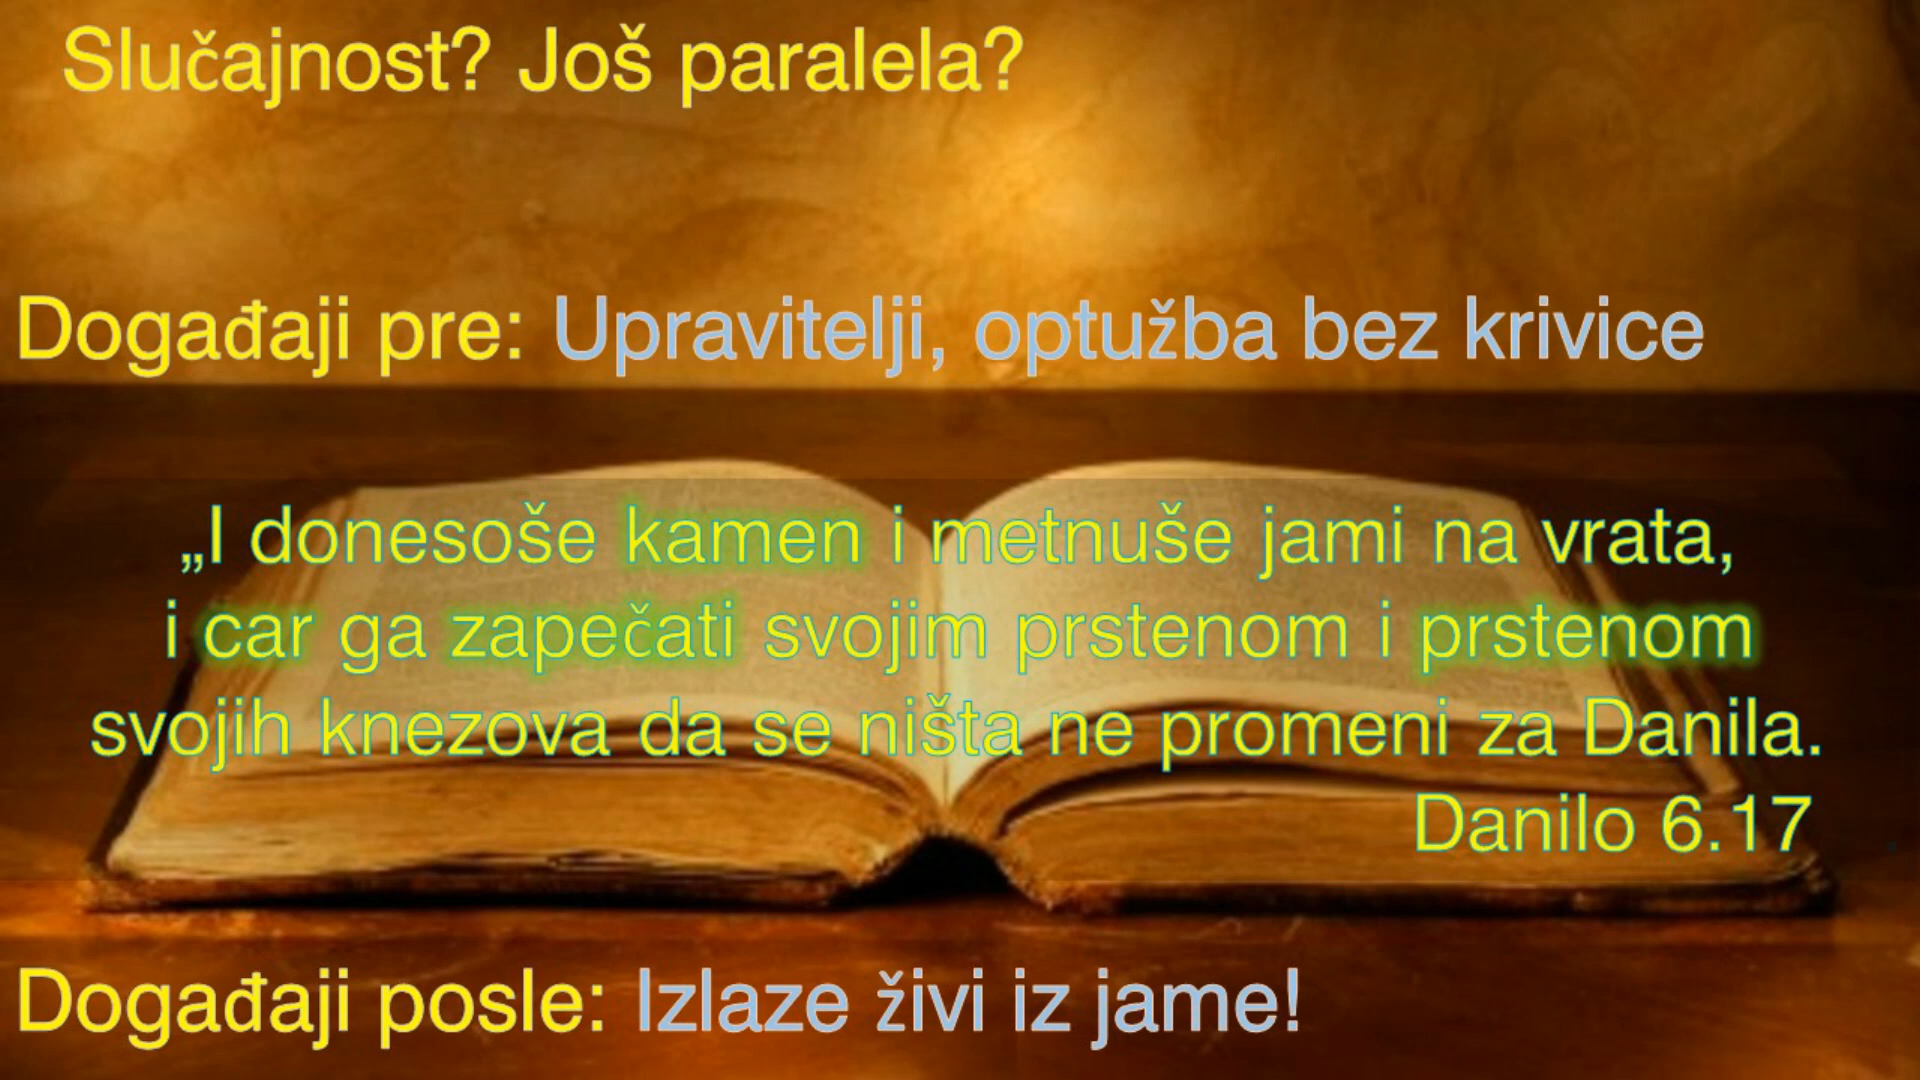 Slučajnost? Još paralela?
Događaji pre: Upravitelji, optužba bez krivice
„I donesoše kamen i metnuše jami na vrata,
i car ga zapečati svojim prstenom i prstenom
svojih knezova da se ništa ne promeni za Danila.
Danilo 6.17
Događaji posle: Izlaze živi iz jame!